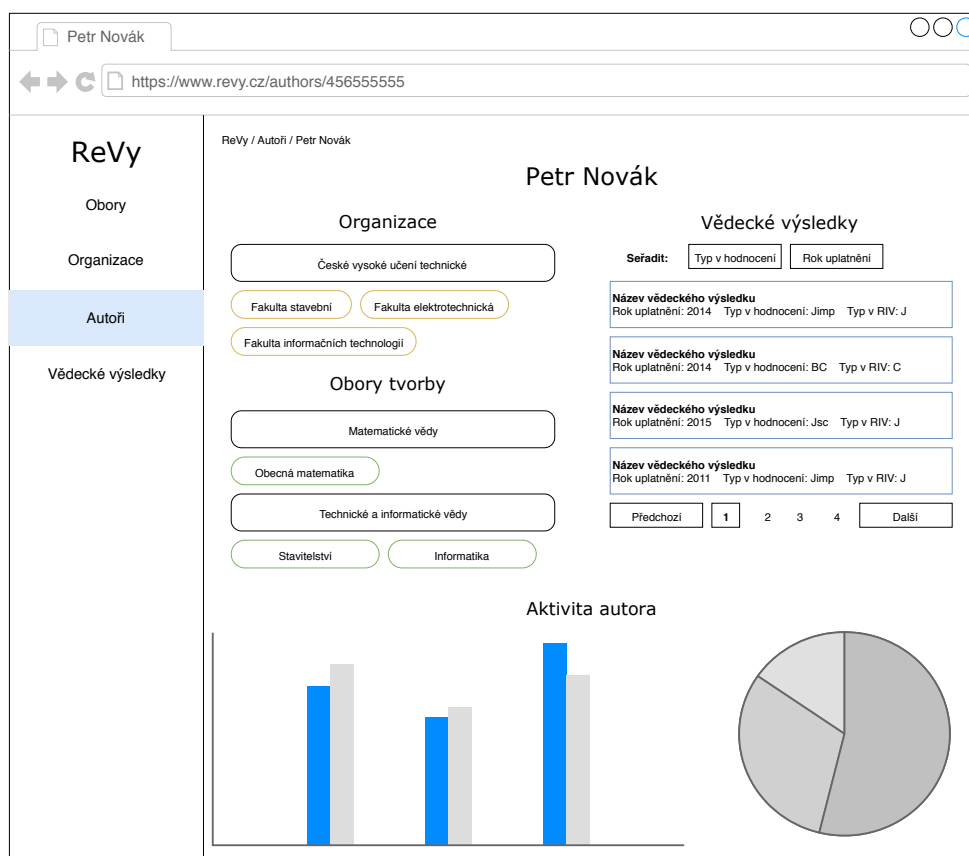 Petr Novák
https://www.revy.cz/authors/456555555
ReVy
Obory
Organizace
Autoři
Vědecké výsledky
ReVy / Autoři / Petr Novák
Petr Novák
Organizace
České vysoké učení technické
Fakulta stavební
Fakulta elektrotechnická
Fakulta informačních technologií
Obory tvorby
Matematické vědy
Obecná matematika
Technické a informatické vědy
Stavitelství
Informatika
Vědecké výsledky
Seřadit:
Typ v hodnocení
Rok uplatnění
Název vědeckého výsledku
Rok uplatnění: 2014 Typ v hodnocení: Jimp Typ v RIV: J
Název vědeckého výsledku
Rok uplatnění: 2014 Typ v hodnocení: BC Typ v RIV: C
Název vědeckého výsledku
Rok uplatnění: 2015 Typ v hodnocení: Jsc Typ v RIV: J
Název vědeckého výsledku
Rok uplatnění: 2011 Typ v hodnocení: Jimp Typ v RIV: J
Předchozí 1 2 3 4 Další
Aktivita autora